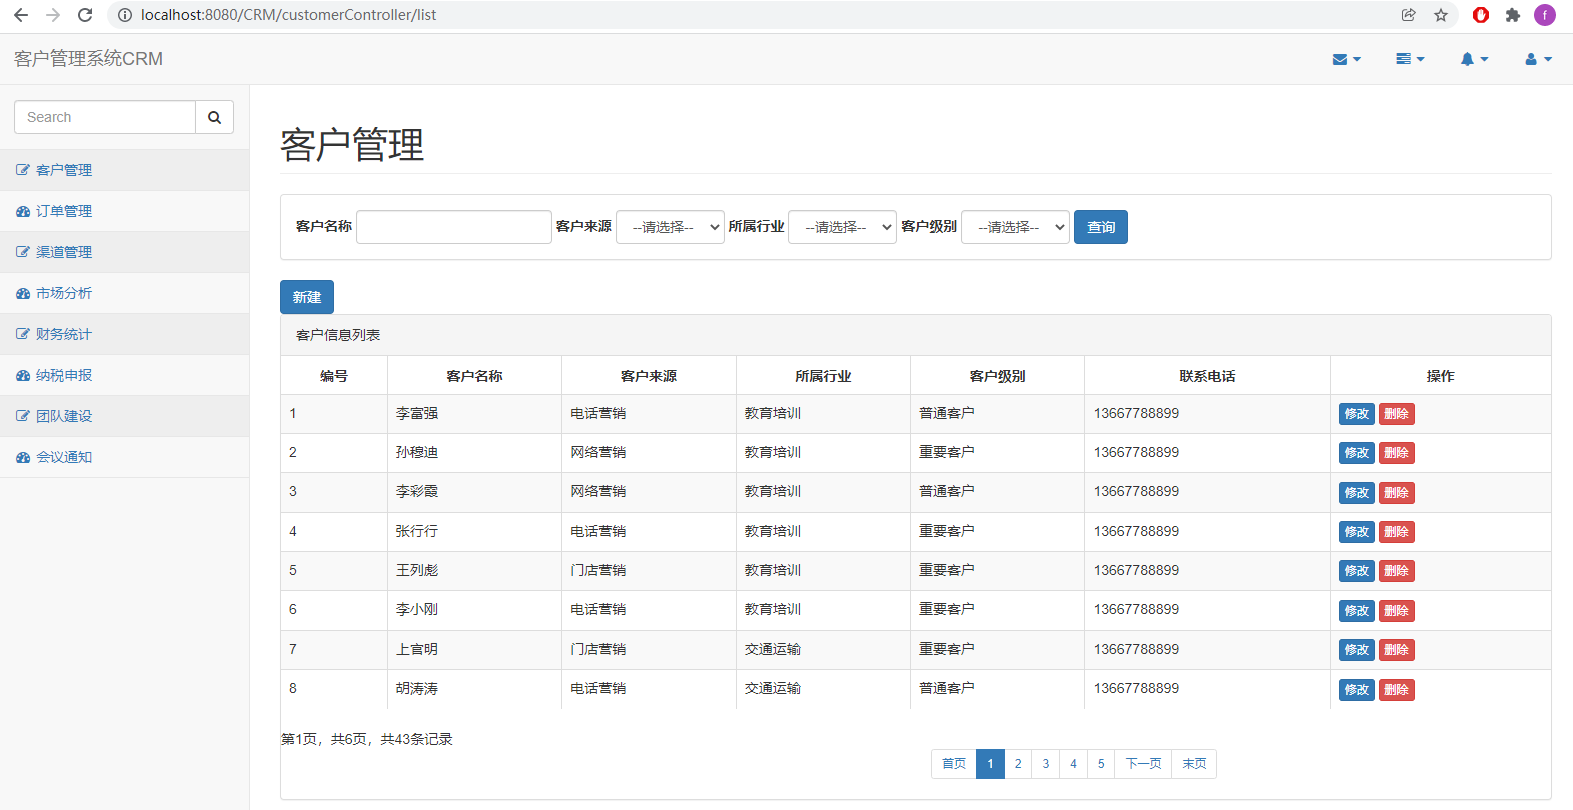 localhost:8080/CRM/customerController/list
f
客户管理系统CRM
Search
客户管理
订单管理
渠道管理
市场分析
财务统计
纳税申报
团队建设
会议通知
客户管理
客户名称 客户来源 --请选择-- 所属行业 --请选择-- 客户级别 --请选择-- 查询
新建
客户信息列表
编号 客户名称 客户来源 所属行业 客户级别 联系电话 操作
1 李富强 电话营销 教育培训 普通客户 13667788899 修改 删除
2 孙穆迪 网络营销 教育培训 重要客户 13667788899 修改 删除
3 李彩霞 网络营销 教育培训 普通客户 13667788899 修改 删除
4 张行行 电话营销 教育培训 重要客户 13667788899 修改 删除
5 王列彪 门店营销 教育培训 重要客户 13667788899 修改 删除
6 李小刚 电话营销 教育培训 重要客户 13667788899 修改 删除
7 上官明 门店营销 交通运输 重要客户 13667788899 修改 删除
8 胡涛涛 电话营销 交通运输 普通客户 13667788899 修改 删除
第1页，共6页，共43条记录
首页 1 2 3 4 5 下一页 末页